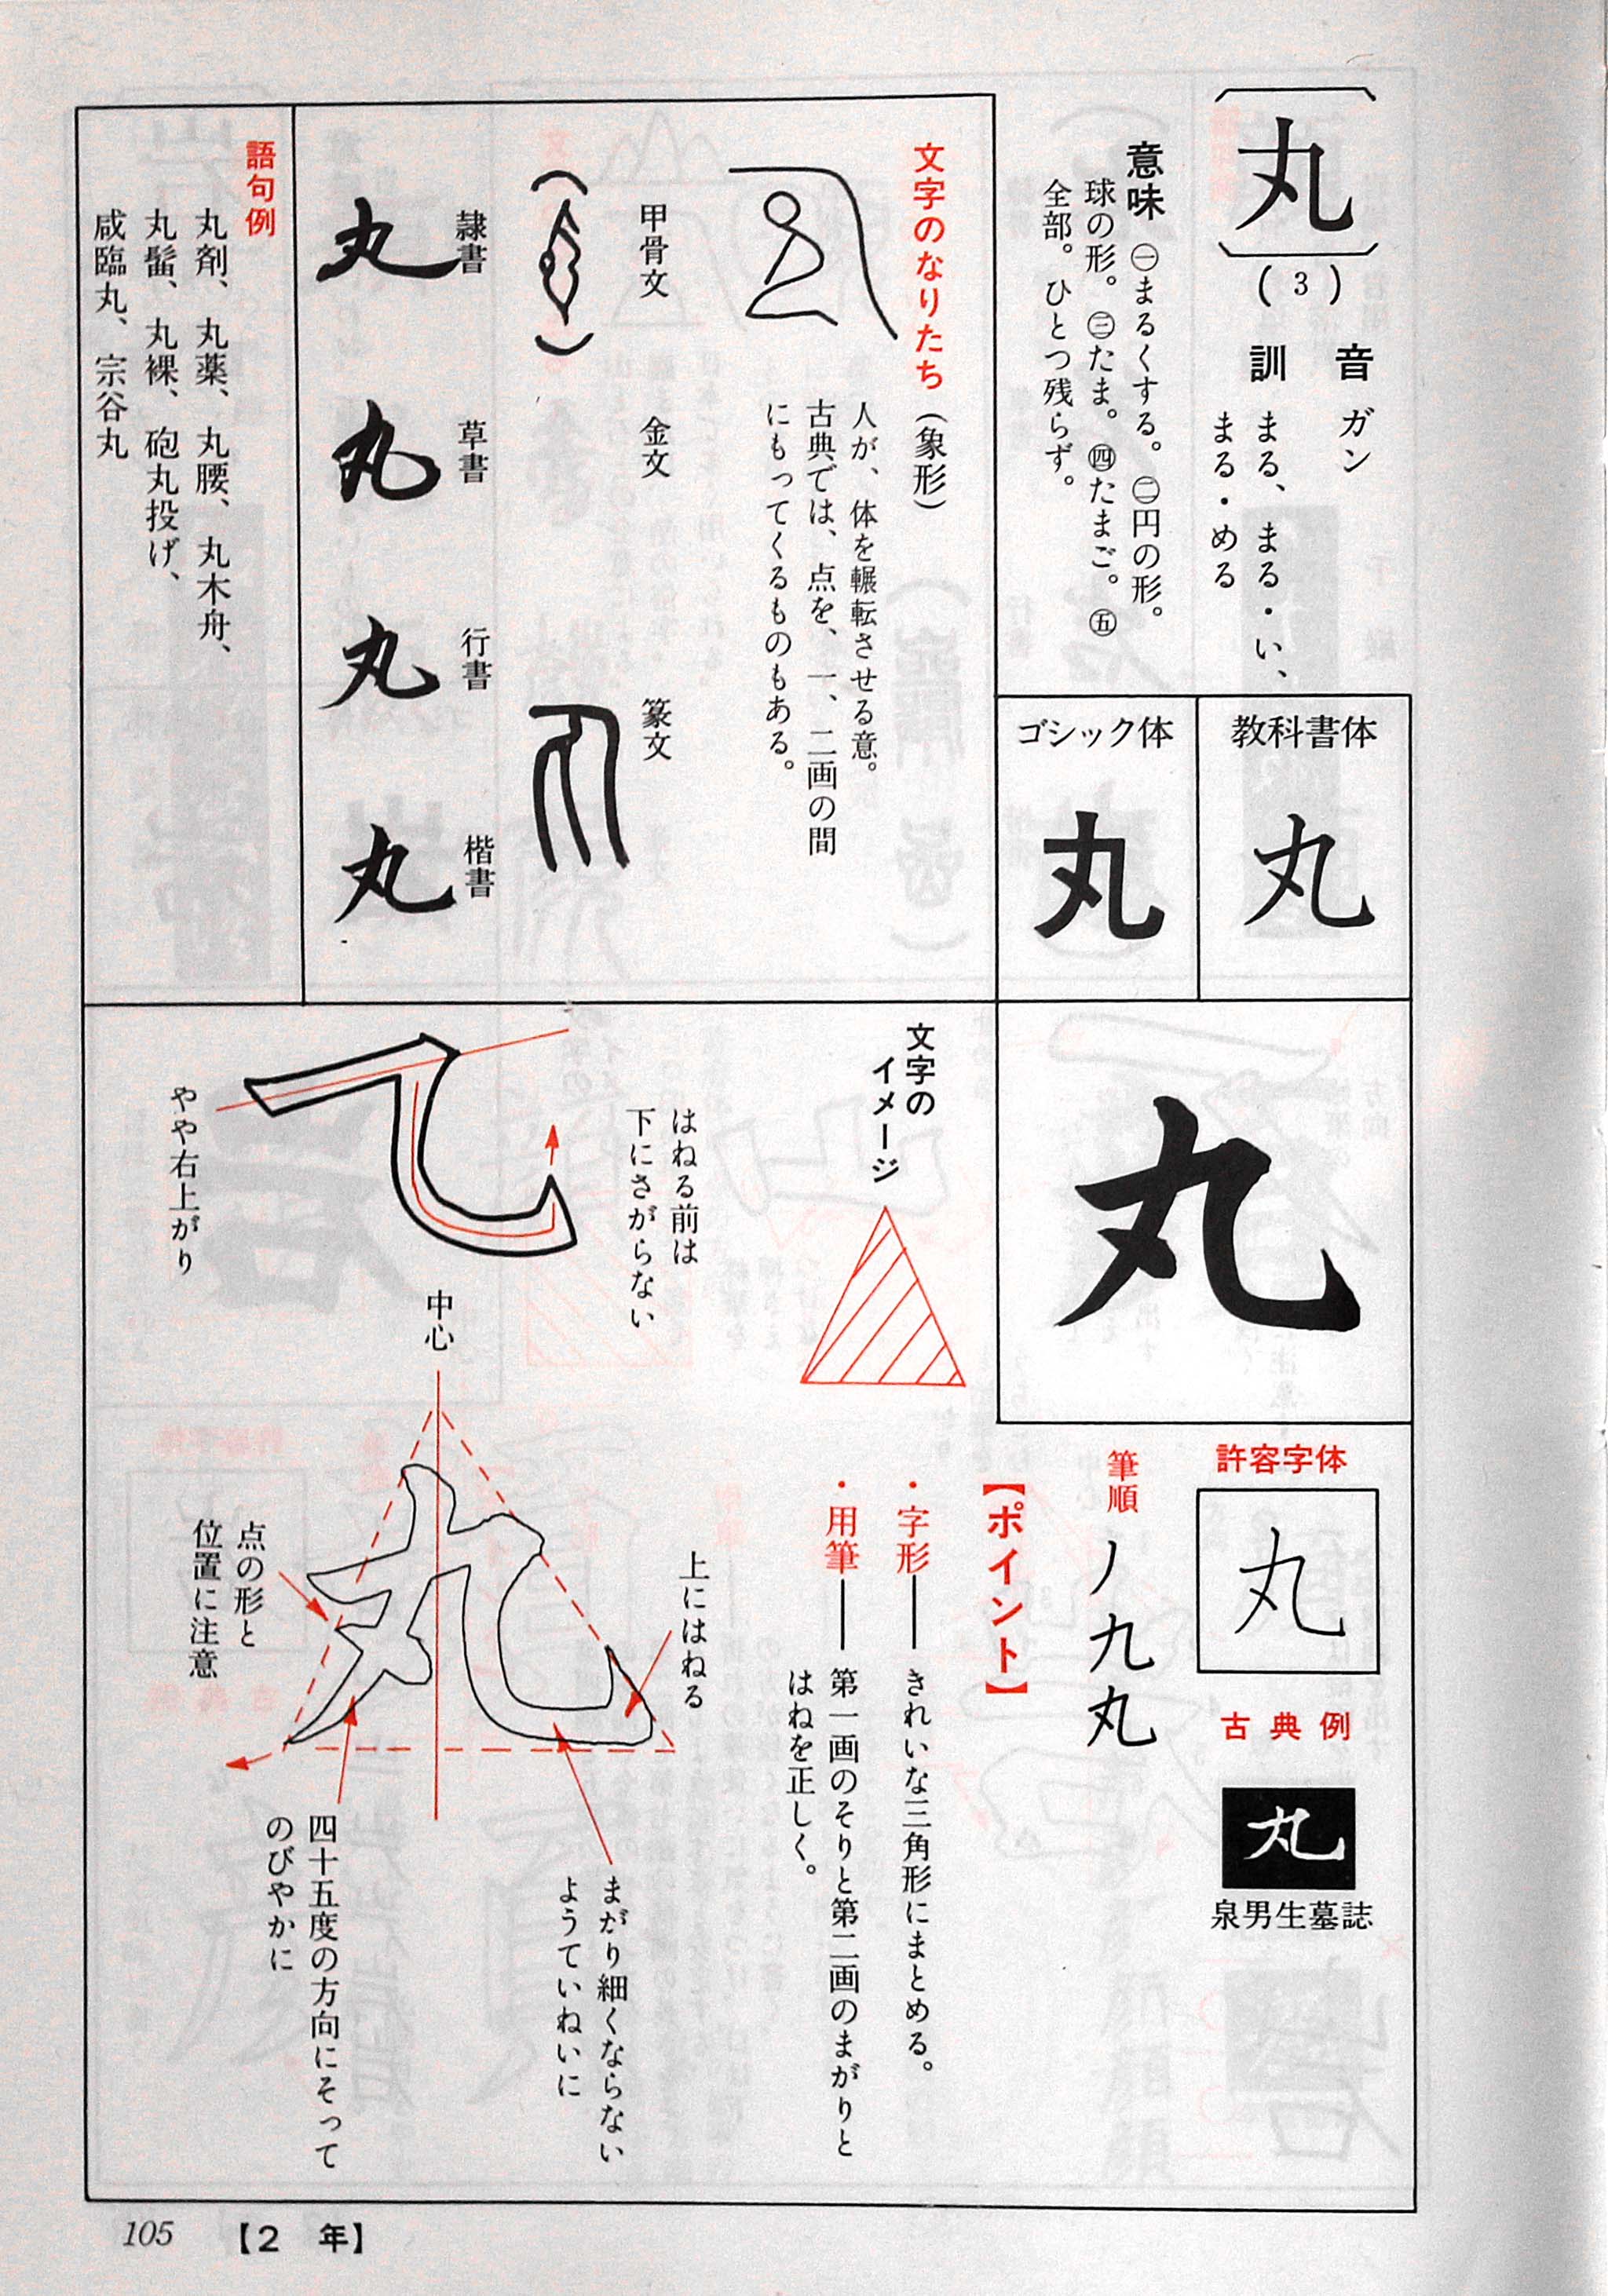 丸
(3)
音 ガン
訓 まる、まる・い、
まる・める
意味 ㊀まるくする。㊁円の形。
球の形。㊂たま。㊃たまご。㊄
全部。ひとつ残らず。
教科書体
丸
ゴシック体
丸
文字のなりたち(象形)
人が、体を輾転させる意。
古典では、点を、一、二画の間
にもってくるものもある。
甲骨文
金文
篆文
隷書
丸
草書
丸
行書
丸
楷書
丸
語句例
丸剤、丸薬、丸腰、丸木舟、
丸髷、丸裸、砲丸投げ、
咸臨丸、宗谷丸
丸
許容字体
丸
古典例
丸
泉男生墓誌
筆順
ノ九丸
【ポイント】
・字形──きれいな三角形にまとめる。
・用筆──第一画のそりと第二画のまがりと
はねを正しく。
文字の
イメージ
はねる前は
下にさがらない
やや右上がり
中心
上にはねる
点の形と
位置に注意
まがり細くならない
ようていねいに
四十五度の方向にそって
のびやかに
105 【2 年】